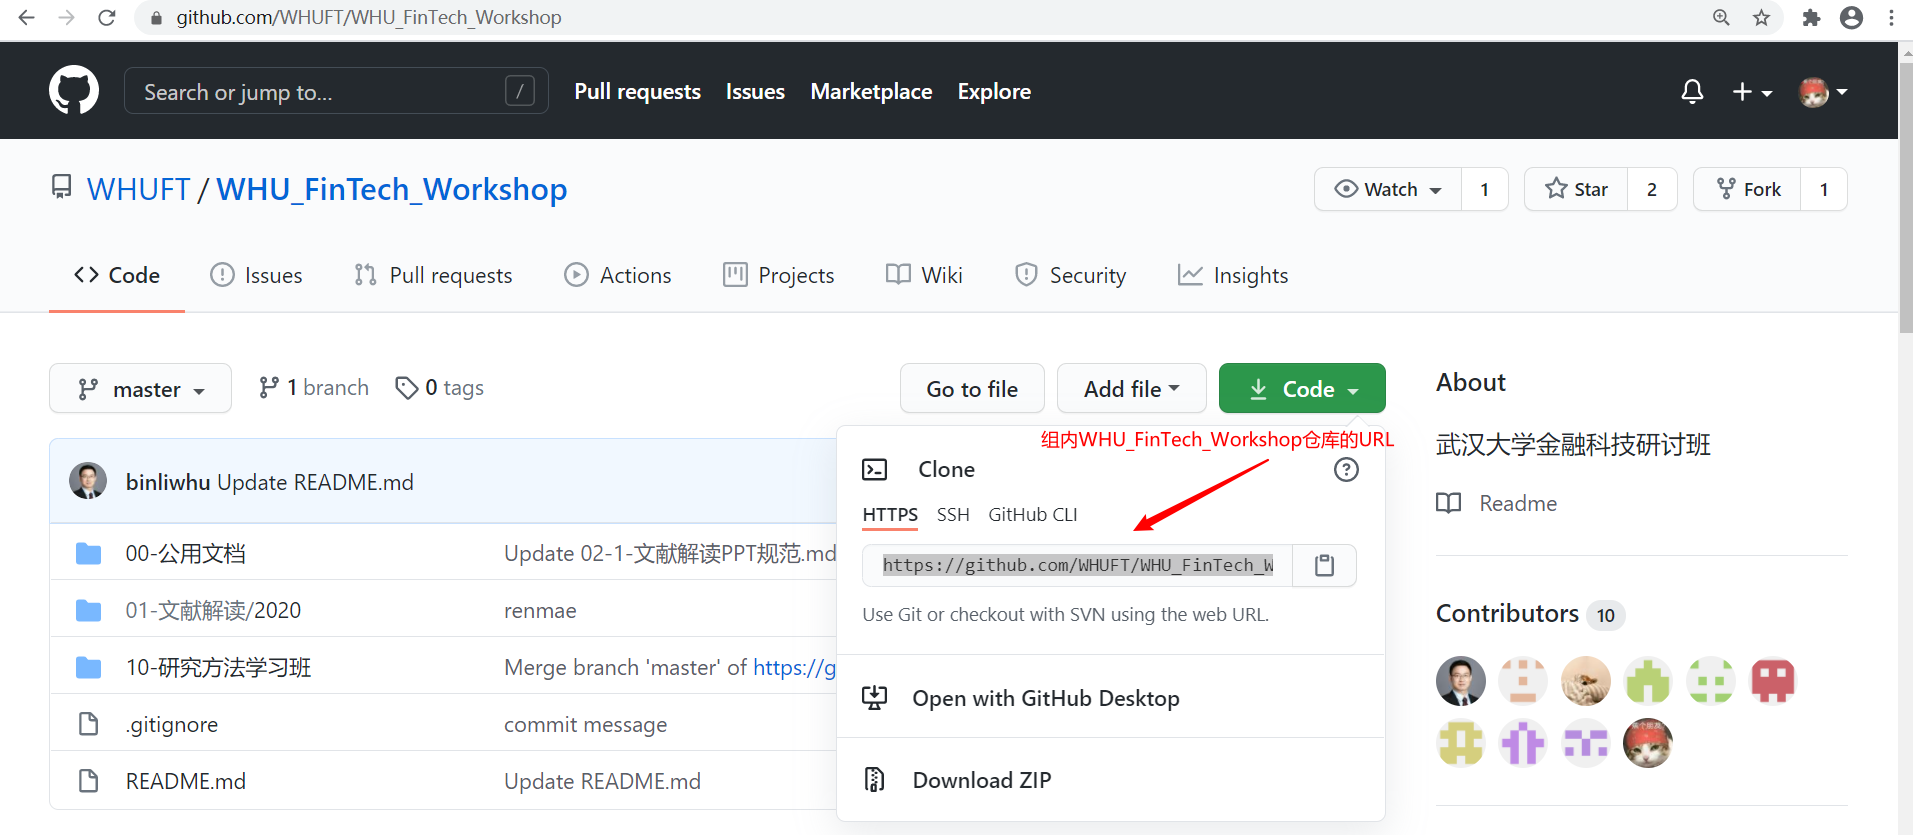 github.com/WHUFT/WHU_FinTech_Workshop
Search or jump to... /
Pull requests Issues Marketplace Explore
WHUFT / WHU_FinTech_Workshop
Watch 1 Star 2 Fork 1
Code Issues Pull requests Actions Projects Wiki Security Insights
master 1 branch 0 tags
Go to file Add file Code
组内WHU_FinTech_Workshop仓库的URL
Clone
HTTPS SSH GitHub CLI
https://github.com/WHUFT/WHU_FinTech_W
Use Git or checkout with SVN using the web URL.
Open with GitHub Desktop
Download ZIP
binliwhu Update README.md
00-公用文档 Update 02-1-文献解读PPT规范.md
01-文献解读/2020 renmae
10-研究方法学习班 Merge branch 'master' of https://g
.gitignore commit message
README.md Update README.md
About
武汉大学金融科技研讨班
Readme
Contributors 10